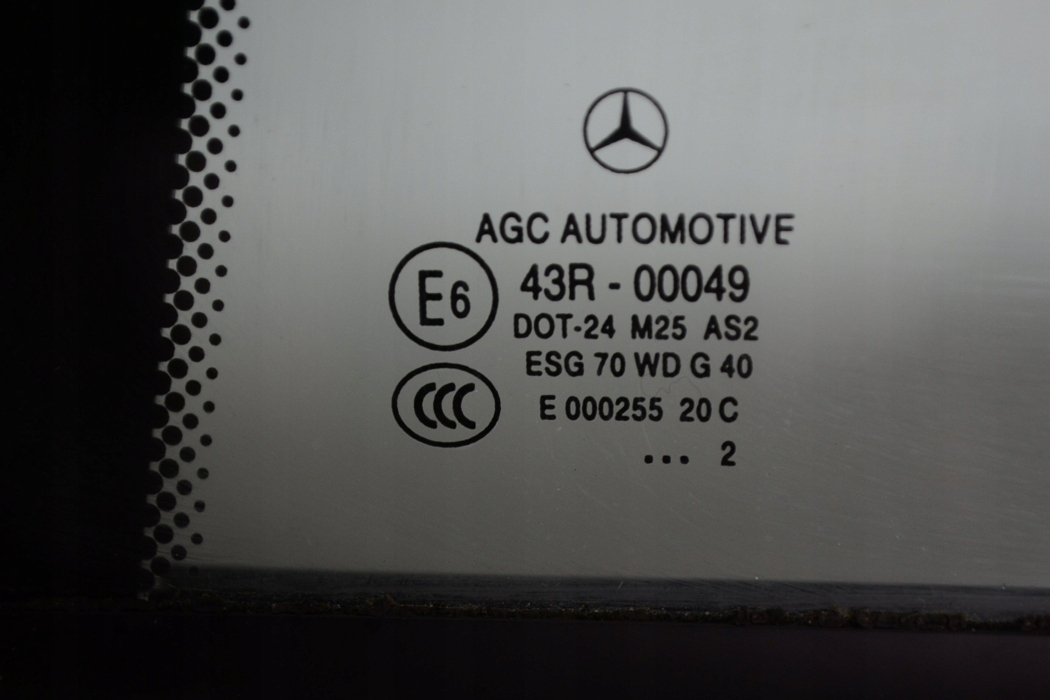 AGC AUTOMOTIVE
E6
43R - 00049
DOT-24 M25 AS2
ESG 70 WD G 40
CCC
E 000255 20 C
... 2